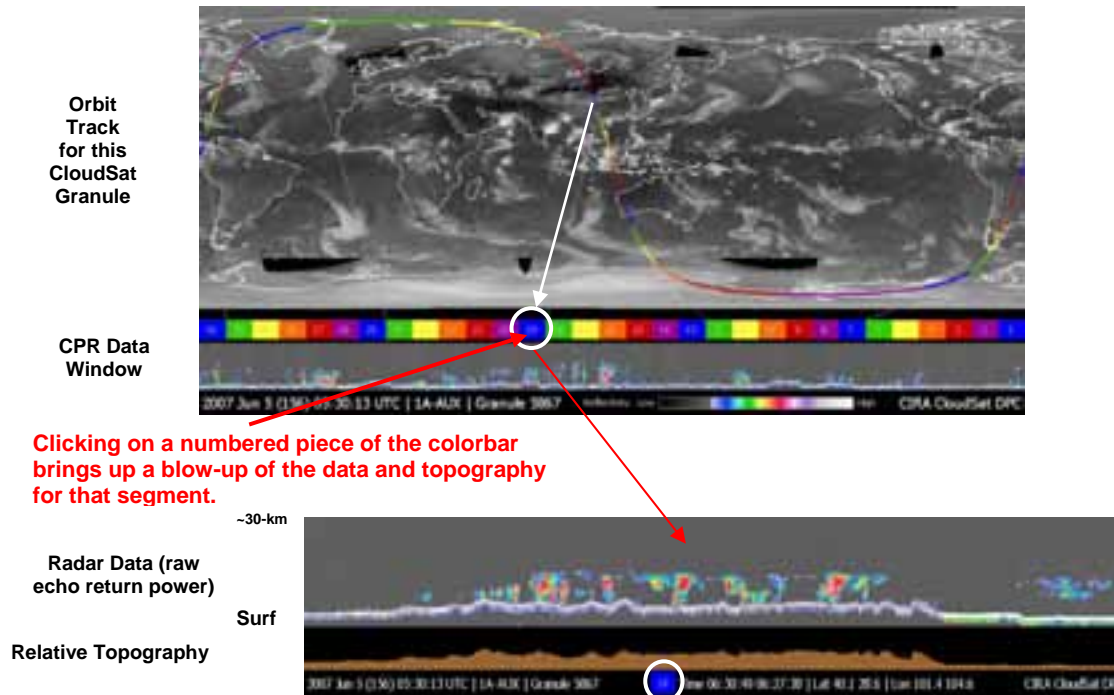 Orbit
Track
for this
CloudSat
Granule
CPR Data
Window
2007 Jun 5 (156) 05:30:13 UTC | 1A-AUX | Granule 5867
CIRA CloudSat DPC
Clicking on a numbered piece of the colorbar
brings up a blow-up of the data and topography
for that segment.
~30-km
Radar Data (raw
echo return power)
Surf
Relative Topography
2007 Jun 5 (156) 05:30:13 UTC | 1A-AUX | Granule 5867
CIRA CloudSat D